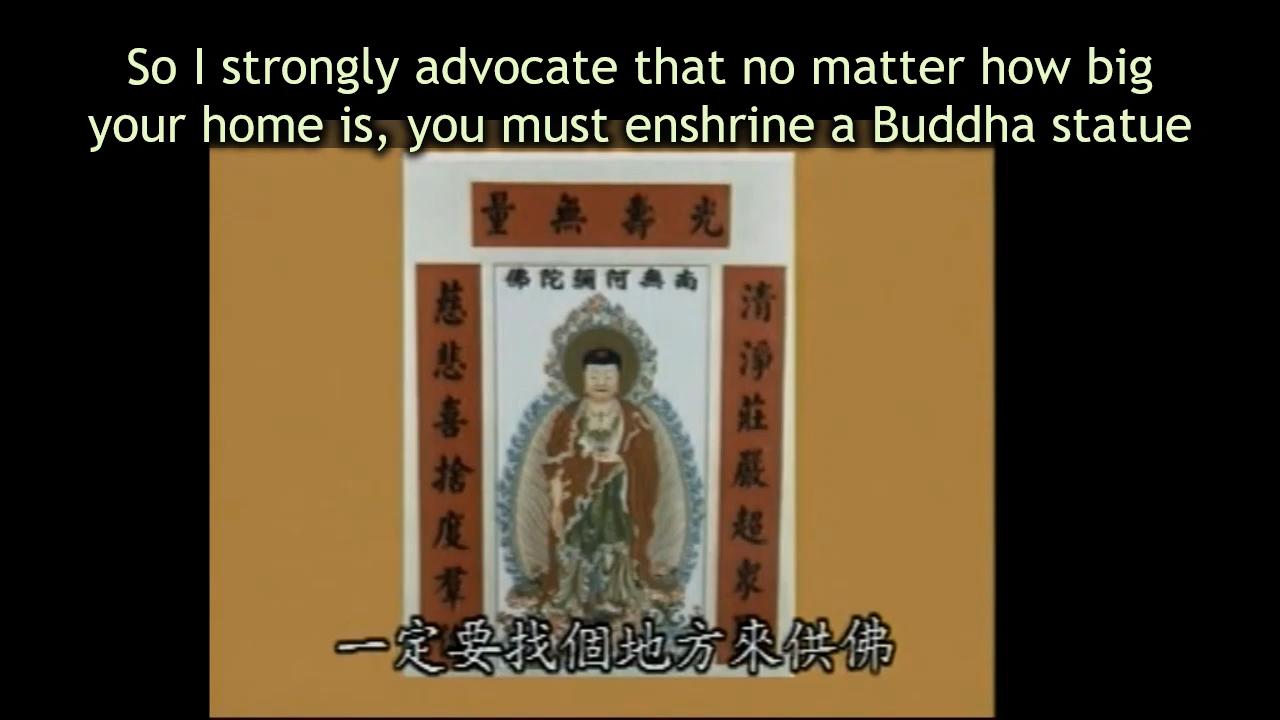 So I strongly advocate that no matter how big
your home is, you must enshrine a Buddha statue
光壽無量
南無阿彌陀佛
清淨莊嚴超衆
慈悲喜捨度羣
一定要找個地方來供佛